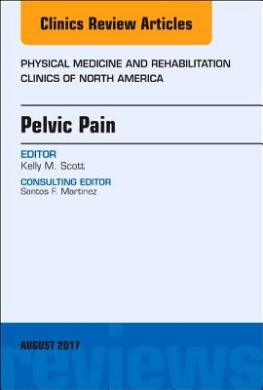 Clinics Review Articles
PHYSICAL MEDICINE AND REHABILITATION
CLINICS OF NORTH AMERICA
Pelvic Pain
EDITOR
Kelly M. Scott
CONSULTING EDITOR
Santos F. Martinez
AUGUST 2017
reviews